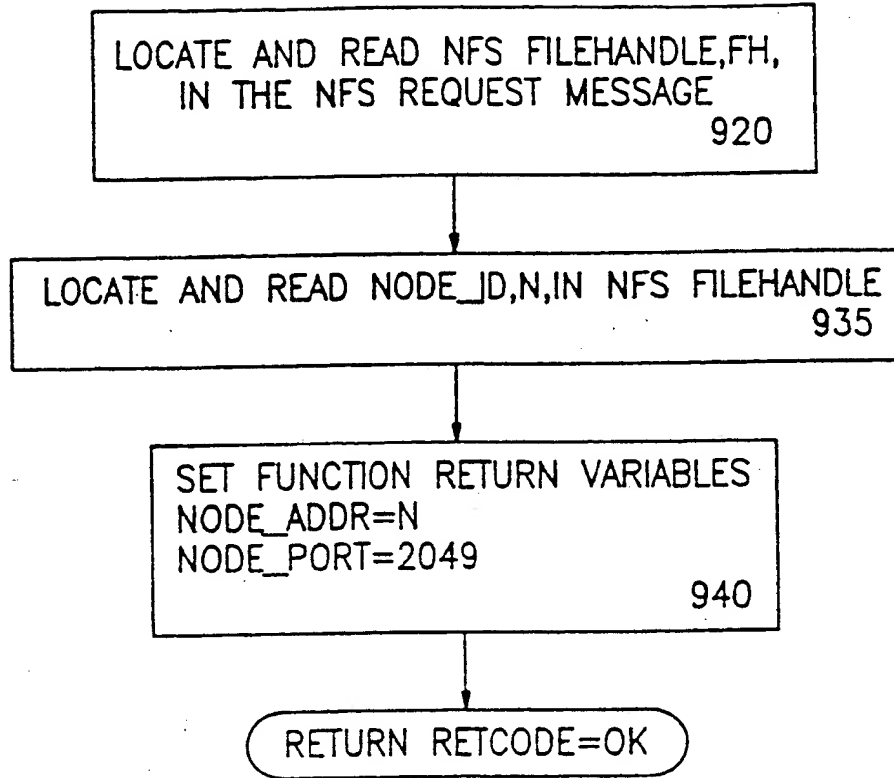 LOCATE AND READ NFS FILEHANDLE,FH,
IN THE NFS REQUEST MESSAGE
920
LOCATE AND READ NODE_ID,N,IN NFS FILEHANDLE
935
SET FUNCTION RETURN VARIABLES
NODE_ADDR=N
NODE_PORT=2049
940
RETURN RETCODE=OK